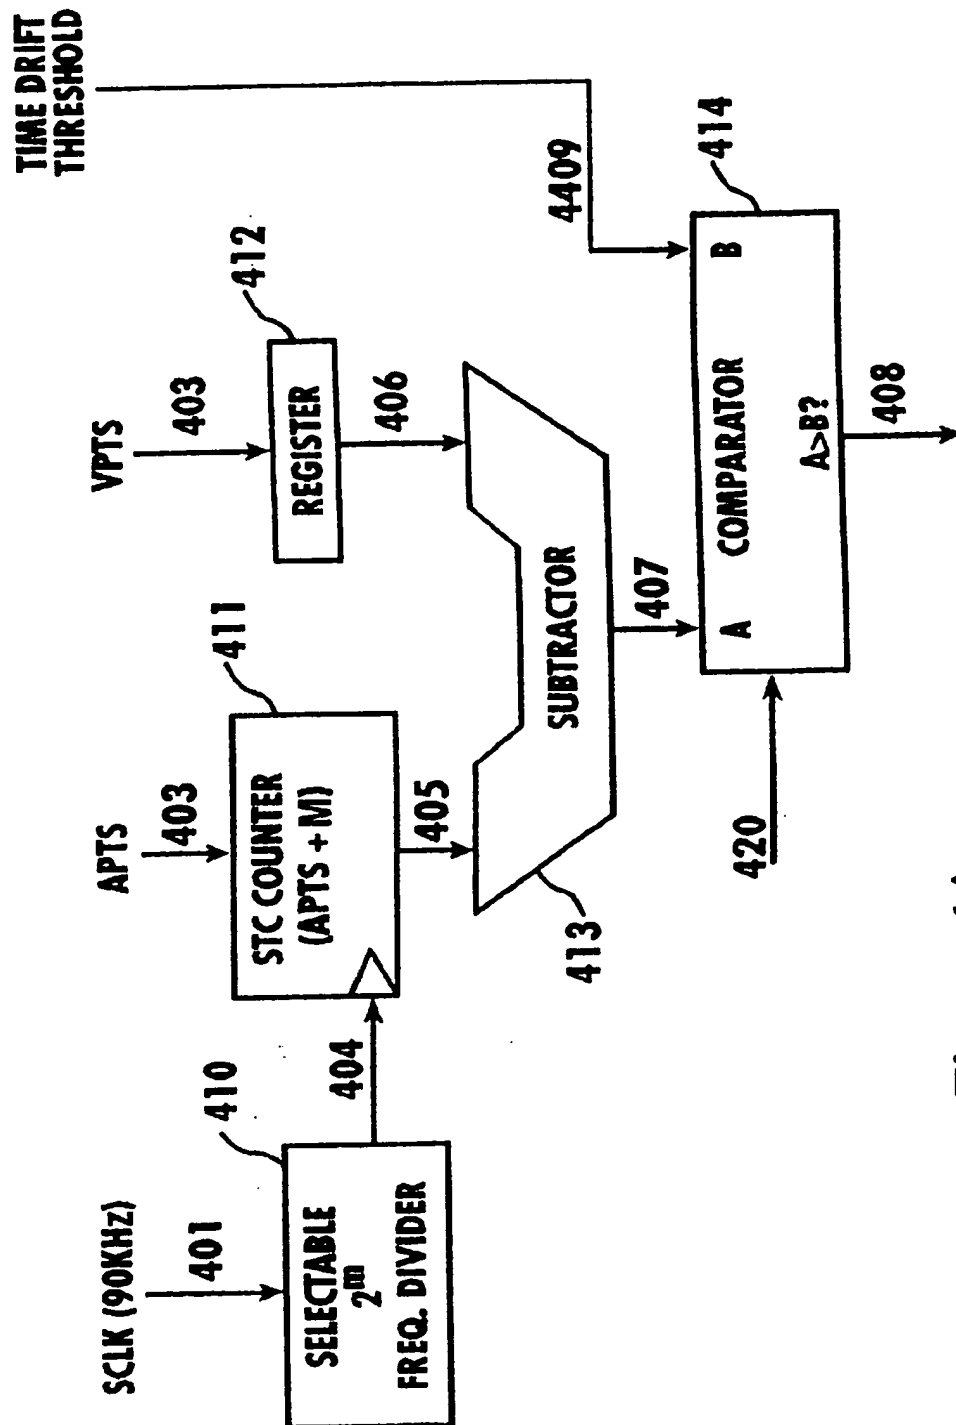 SCLK (90KHz)
401
410
SELECTABLE
2^m
FREQ. DIVIDER
404
APTS
403
411
STC COUNTER
(APTS + M)
405
VPTS
403
412
REGISTER
406
TIME DRIFT
THRESHOLD
4409
413
SUBTRACTOR
407
414
A
B
COMPARATOR
A>B?
420
408